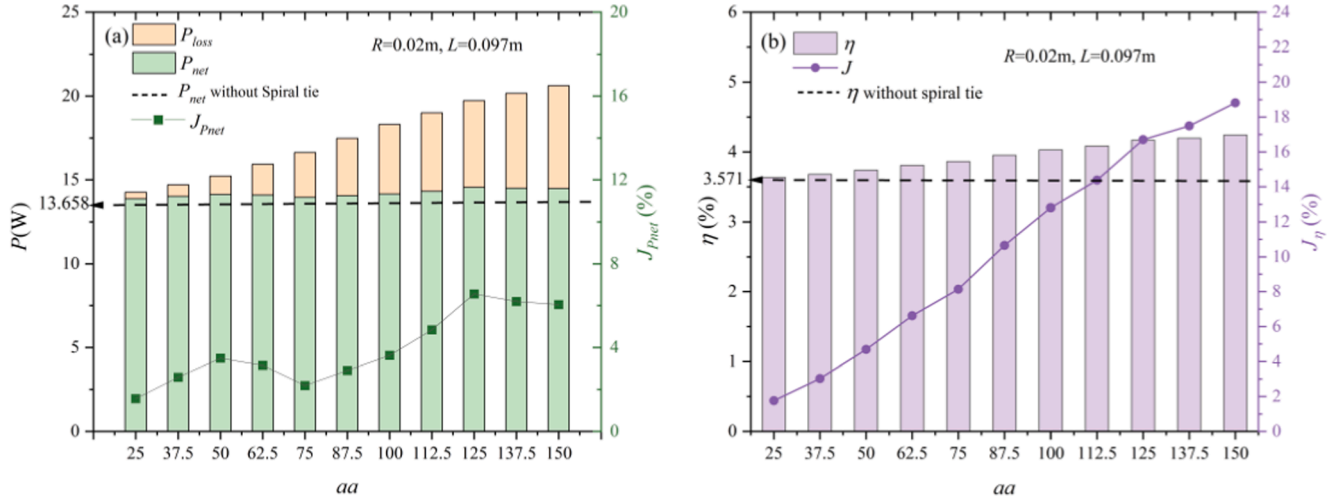 (a)
P_loss
P_net
P_net without Spiral tie
J_Pnet
R=0.02m, L=0.097m
25
20
15
13.658
10
5
0
P(W)
20
16
12
8
4
0
J_Pnet (%)
25 37.5 50 62.5 75 87.5 100 112.5 125 137.5 150
aa
(b)
η
J
η without spiral tie
R=0.02m, L=0.097m
6
5
4
3.571
3
2
1
0
η (%)
24
22
20
18
16
14
12
10
8
6
4
2
0
J_η (%)
25 37.5 50 62.5 75 87.5 100 112.5 125 137.5 150
aa